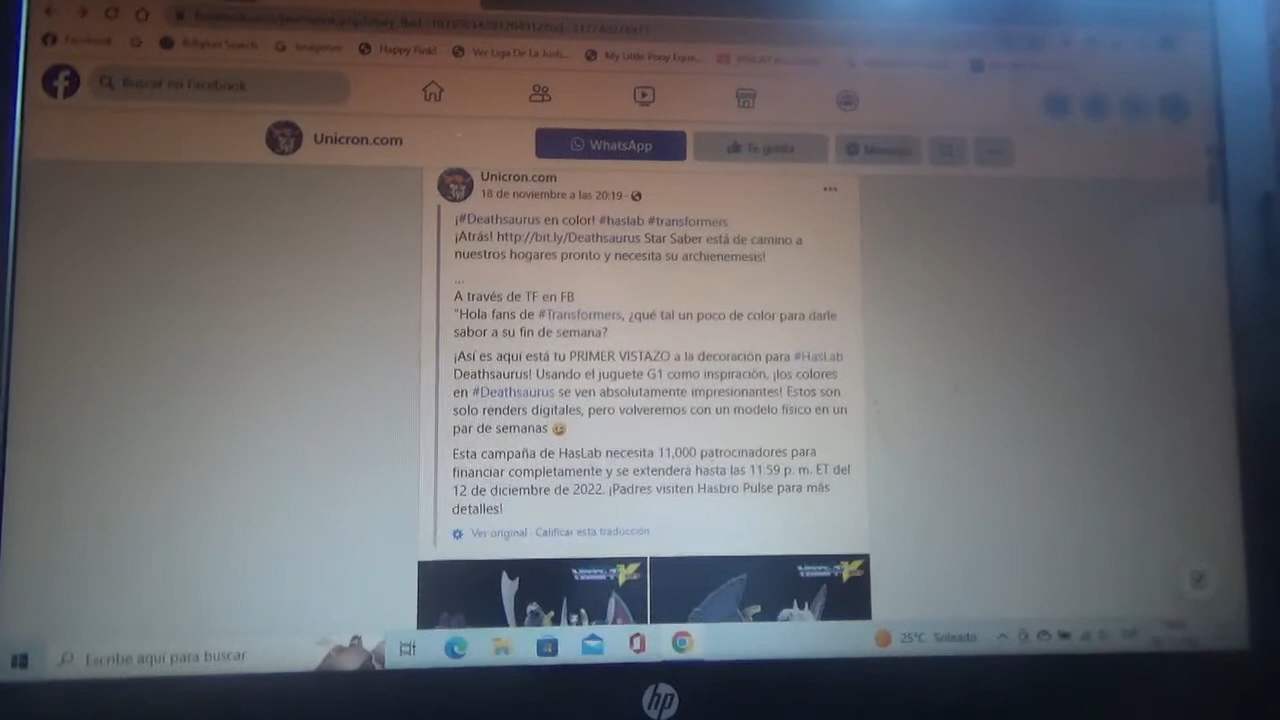 Facebook
Babylon Search
Imágenes
Happy Pink!
Ver Liga De La Justi...
My Little Pony Eque...
Buscar en Facebook
Unicron.com
WhatsApp
Te gusta
Mensaje
Unicron.com
18 de noviembre a las 20:19 ·
¡#Deathsaurus en color! #haslab #transformers
¡Atrás! http://bit.ly/Deathsaurus Star Saber está de camino a
nuestros hogares pronto y necesita su archienemesis!
...
A través de TF en FB
"Hola fans de #Transformers, ¿qué tal un poco de color para darle
sabor a su fin de semana?
¡Así es aquí está tu PRIMER VISTAZO a la decoración para #HasLab
Deathsaurus! Usando el juguete G1 como inspiración, ¡los colores
en #Deathsaurus se ven absolutamente impresionantes! Estos son
solo renders digitales, pero volveremos con un modelo físico en un
par de semanas
Esta campaña de HasLab necesita 11,000 patrocinadores para
financiar completamente y se extenderá hasta las 11:59 p. m. ET del
12 de diciembre de 2022. ¡Padres visiten Hasbro Pulse para más
detalles!
Ver original · Calificar esta traducción
Escribe aquí para buscar
25°C Soleado
hp